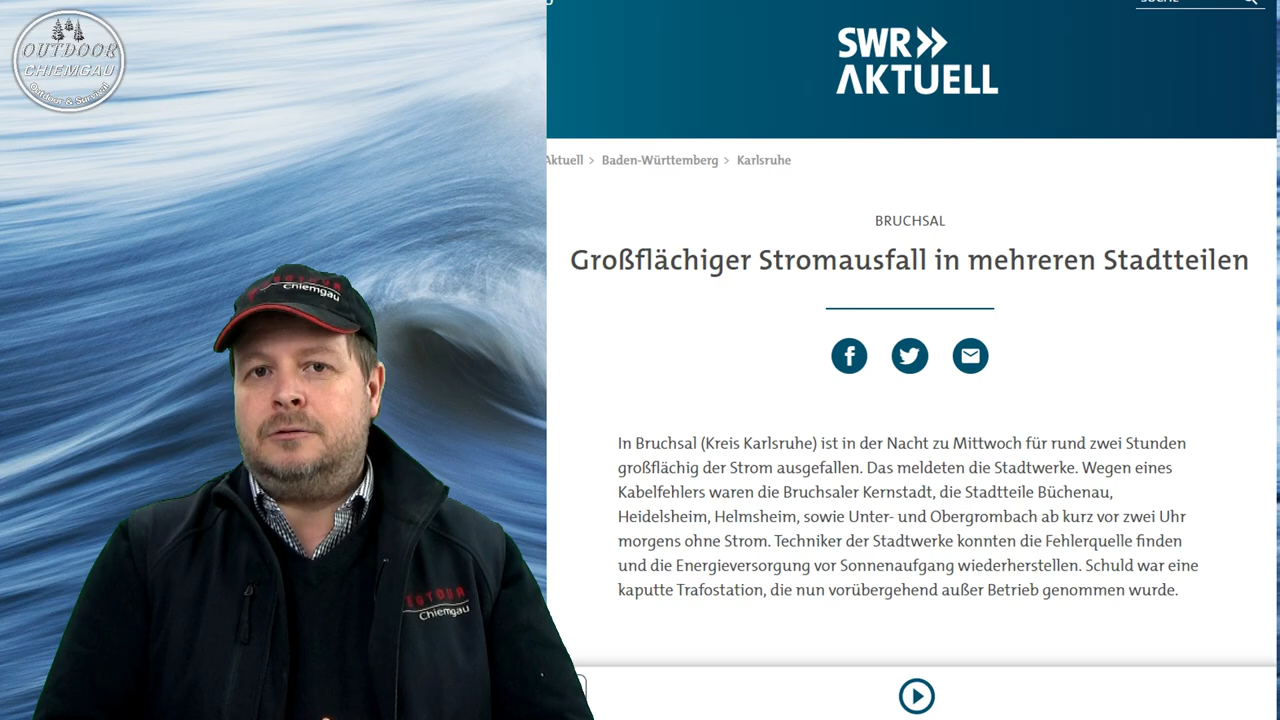 OUTDOOR
CHIEMGAU
Outdoor & Survival
SWR
AKTUELL
Aktuell > Baden-Württemberg > Karlsruhe
BRUCHSAL
Großflächiger Stromausfall in mehreren Stadtteilen
In Bruchsal (Kreis Karlsruhe) ist in der Nacht zu Mittwoch für rund zwei Stunden
großflächig der Strom ausgefallen. Das meldeten die Stadtwerke. Wegen eines
Kabelfehlers waren die Bruchsaler Kernstadt, die Stadtteile Büchenau,
Heidelsheim, Helmsheim, sowie Unter- und Obergrombach ab kurz vor zwei Uhr
morgens ohne Strom. Techniker der Stadtwerke konnten die Fehlerquelle finden
und die Energieversorgung vor Sonnenaufgang wiederherstellen. Schuld war eine
kaputte Trafostation, die nun vorübergehend außer Betrieb genommen wurde.
Chiemgau
Chiemgau